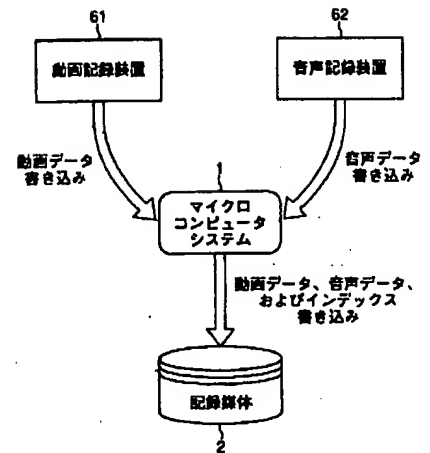 61
62
動画記録装置
音声記録装置
動画データ
書き込み
音声データ
書き込み
1
マイクロ
コンピュータ
システム
動画データ、音声データ、
およびインデックス
書き込み
記録媒体
2